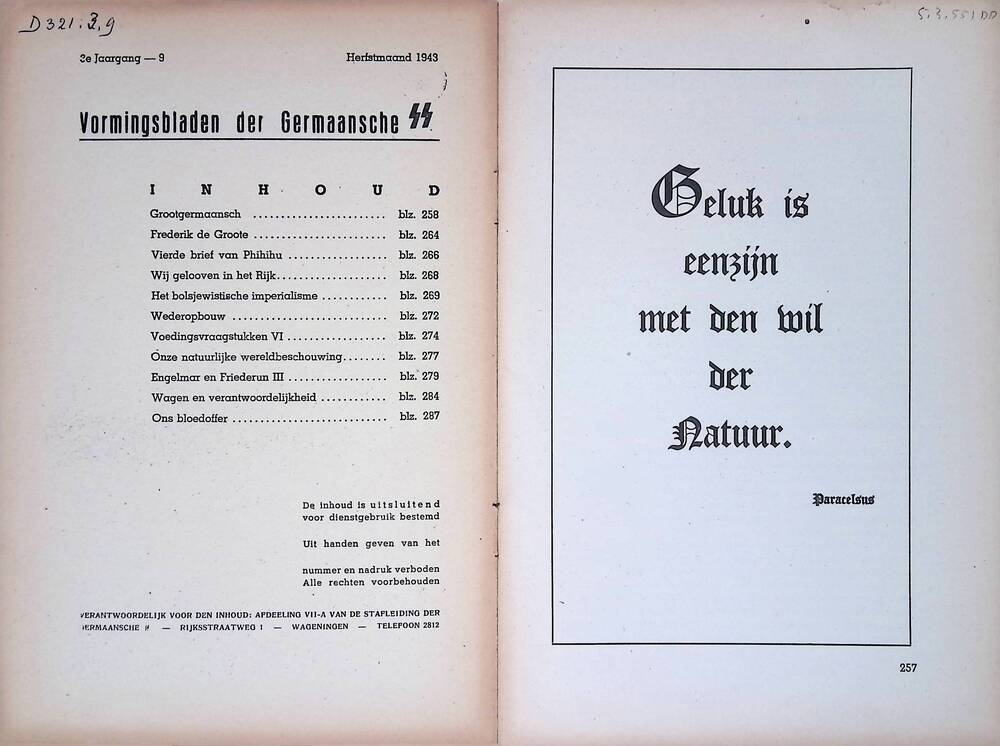 D 321.3.9
2e Jaargang — 9 Herfstmaand 1943
Vormingsbladen der Germaansche ᛋᛋ
INHOUD
Grootgermaansch ........................ blz. 258
Frederik de Groote ........................ blz. 264
Vierde brief van Phihihu .................. blz. 266
Wij gelooven in het Rijk.................... blz. 268
Het bolsjewistische imperialisme ............ blz. 269
Wederopbouw ............................ blz. 272
Voedingsvraagstukken VI .................. blz. 274
Onze natuurlijke wereldbeschouwing........ blz. 277
Engelmar en Friederun III .................. blz. 279
Wagen en verantwoordelijkheid ............ blz. 284
Ons bloedoffer ............................ blz. 287
De inhoud is uitsluitend
voor dienstgebruik bestemd
Uit handen geven van het
nummer en nadruk verboden
Alle rechten voorbehouden
VERANTWOORDELIJK VOOR DEN INHOUD: AFDEELING VII-A VAN DE STAFLEIDING DER
GERMAANSCHE ᛋᛋ — RIJKSSTRAATWEG 1 — WAGENINGEN — TELEFOON 2812
Geluk is
eenzijn
met den wil
der
Natuur.
Paracelsus
257